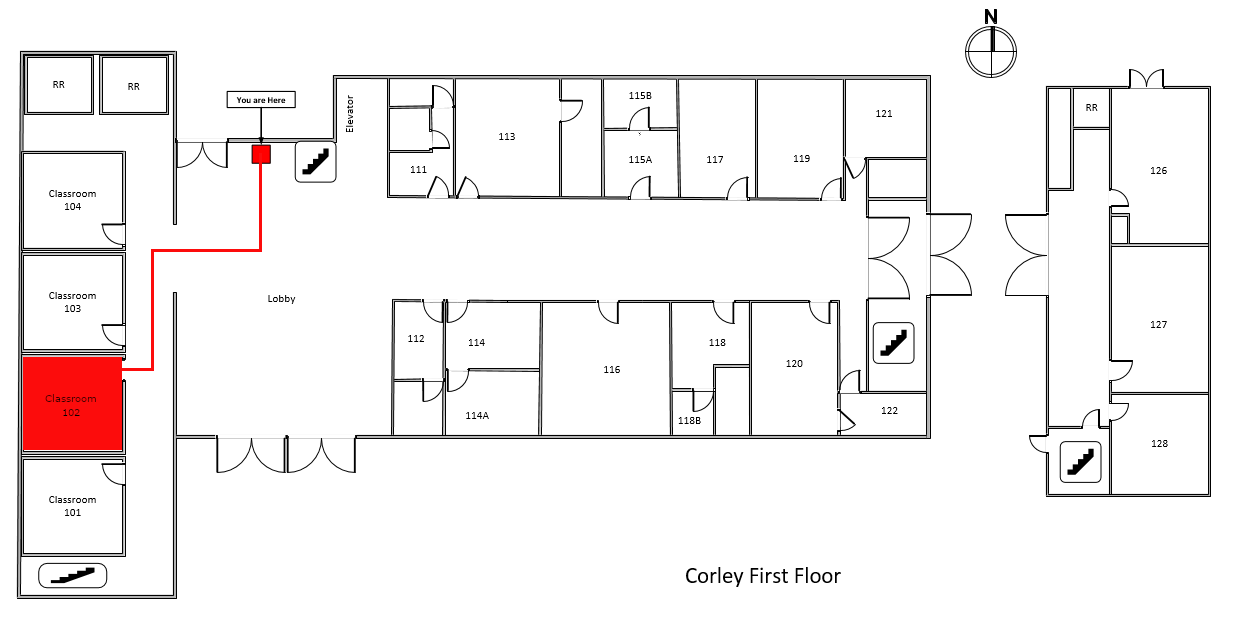 N
RR
RR
You are Here
Elevator
115B
121
RR
113
115A
117
119
111
126
Classroom
104
Classroom
103
Lobby
112
114
118
116
120
127
Classroom
102
114A
118B
122
128
Classroom
101
Corley First Floor